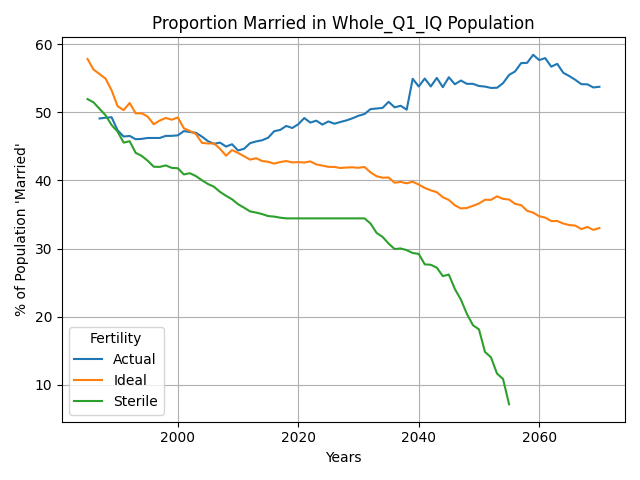 Proportion Married in Whole_Q1_IQ Population
60
50
40
30
20
10
% of Population 'Married'
Fertility
Actual
Ideal
Sterile
2000
2020
2040
2060
Years